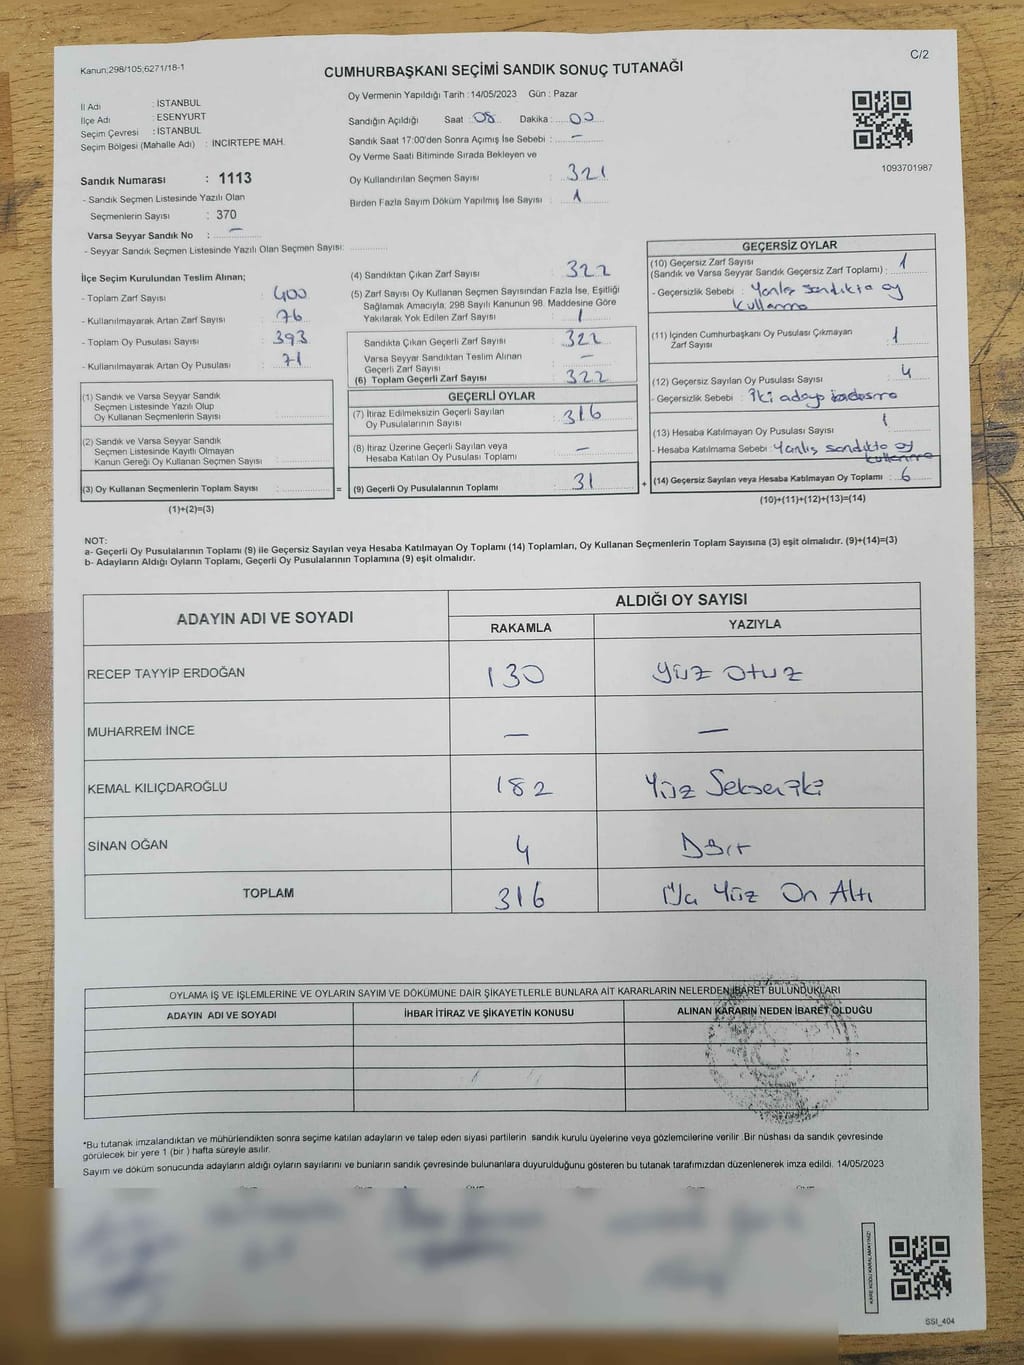 Kanun;298/105;6271/18-1
C/2
CUMHURBAŞKANI SEÇİMİ SANDIK SONUÇ TUTANAĞI
İl Adı : İSTANBUL
İlçe Adı : ESENYURT
Seçim Çevresi : İSTANBUL
Seçim Bölgesi (Mahalle Adı) : İNCİRTEPE MAH.
Sandık Numarası : 1113
- Sandık Seçmen Listesinde Yazılı Olan
Seçmenlerin Sayısı : 370
Varsa Seyyar Sandık No : —
- Seyyar Sandık Seçmen Listesinde Yazılı Olan Seçmen Sayısı:
Oy Vermenin Yapıldığı Tarih : 14/05/2023 Gün : Pazar
Sandığın Açıldığı Saat : 08 Dakika : 00
Sandık Saat 17:00'den Sonra Açımış İse Sebebi : —
Oy Verme Saati Bitiminde Sırada Bekleyen ve
Oy Kullandırılan Seçmen Sayısı : 321
Birden Fazla Sayım Döküm Yapılmış İse Sayısı : 1
1093701987
İlçe Seçim Kurulundan Teslim Alınan;
- Toplam Zarf Sayısı : 400
- Kullanılmayarak Artan Zarf Sayısı : 76
- Toplam Oy Pusulası Sayısı : 393
- Kullanılmayarak Artan Oy Pusulası : 71
(1) Sandık ve Varsa Seyyar Sandık
Seçmen Listesinde Yazılı Olup
Oy Kullanan Seçmenlerin Sayısı :
(2) Sandık ve Varsa Seyyar Sandık
Seçmen Listesinde Kayıtlı Olmayan
Kanun Gereği Oy Kullanan Seçmen Sayısı :
(3) Oy Kullanan Seçmenlerin Toplam Sayısı : =
(1)+(2)=(3)
(4) Sandıktan Çıkan Zarf Sayısı : 322
(5) Zarf Sayısı Oy Kullanan Seçmen Sayısından Fazla İse, Eşitliği
Sağlamak Amacıyla; 298 Sayılı Kanunun 98. Maddesine Göre
Yakılarak Yok Edilen Zarf Sayısı : 1
Sandıkta Çıkan Geçerli Zarf Sayısı : 322
Varsa Seyyar Sandıktan Teslim Alınan
Geçerli Zarf Sayısı : —
(6) Toplam Geçerli Zarf Sayısı : 322
GEÇERLİ OYLAR
(7) İtiraz Edilmeksizin Geçerli Sayılan
Oy Pusulalarının Sayısı : 316
(8) İtiraz Üzerine Geçerli Sayılan veya
Hesaba Katılan Oy Pusulası Toplamı : —
(9) Geçerli Oy Pusulalarının Toplamı : 31 +
GEÇERSİZ OYLAR
(10) Geçersiz Zarf Sayısı
(Sandık ve Varsa Seyyar Sandık Geçersiz Zarf Toplamı) : 1
- Geçersizlik Sebebi : Yanlış sandıkta oy
kullanma
(11) İçinden Cumhurbaşkanı Oy Pusulası Çıkmayan
Zarf Sayısı : 1
(12) Geçersiz Sayılan Oy Pusulası Sayısı : 4
- Geçersizlik Sebebi : İki adaya
(13) Hesaba Katılmayan Oy Pusulası Sayısı : 1
- Hesaba Katılmama Sebebi : Yanlış sandıkta oy
kullanma
(14) Geçersiz Sayılan veya Hesaba Katılmayan Oy Toplamı : 6
(10)+(11)+(12)+(13)=(14)
NOT:
a- Geçerli Oy Pusulalarının Toplamı (9) ile Geçersiz Sayılan veya Hesaba Katılmayan Oy Toplamı (14) Toplamları, Oy Kullanan Seçmenlerin Toplam Sayısına (3) eşit olmalıdır. (9)+(14)=(3)
b- Adayların Aldığı Oyların Toplamı, Geçerli Oy Pusulalarının Toplamına (9) eşit olmalıdır.
ADAYIN ADI VE SOYADI ALDIĞI OY SAYISI
RAKAMLA YAZIYLA
RECEP TAYYİP ERDOĞAN 130 Yüz Otuz
MUHARREM İNCE — —
KEMAL KILIÇDAROĞLU 182 Yüz Seksen iki
SİNAN OĞAN 4 Dört
TOPLAM 316 Üç Yüz On Altı
OYLAMA İŞ VE İŞLEMLERİNE VE OYLARIN SAYIM VE DÖKÜMÜNE DAİR ŞİKAYETLERLE BUNLARA AİT KARARLARIN NELERDEN İBARET BULUNDUKLARI
ADAYIN ADI VE SOYADI İHBAR İTİRAZ VE ŞİKAYETİN KONUSU ALINAN KARARIN NEDEN İBARET OLDUĞU
*Bu tutanak imzalandıktan ve mühürlendikten sonra seçime katılan adayların ve talep eden siyasi partilerin sandık kurulu üyelerine veya gözlemcilerine verilir .Bir nüshası da sandık çevresinde
görülecek bir yere 1 (bir ) hafta süreyle asılır.
Sayım ve döküm sonucunda adayların aldığı oyların sayılarını ve bunların sandık çevresinde bulunanlara duyurulduğunu gösteren bu tutanak tarafımızdan düzenlenerek imza edildi. 14/05/2023
KARE KODU KARALAMAYINIZ!
SSİ_404